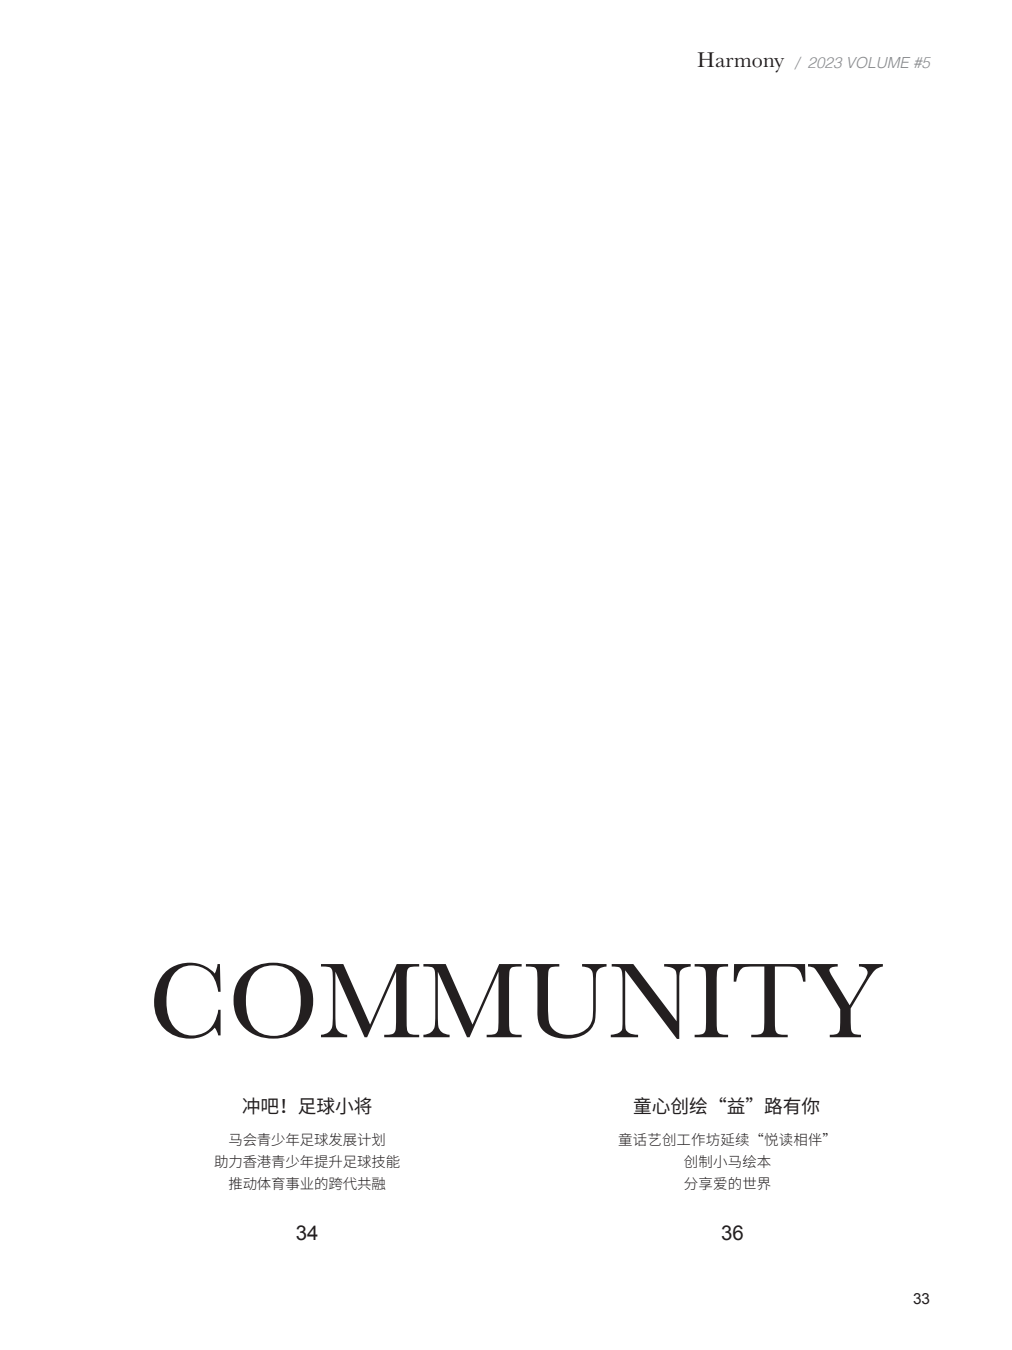 Harmony / 2023 VOLUME #5
COMMUNITY
冲吧！足球小将
马会青少年足球发展计划
助力香港青少年提升足球技能
推动体育事业的跨代共融
34
童心创绘“益”路有你
童话艺创工作坊延续“悦读相伴”
创制小马绘本
分享爱的世界
36
33